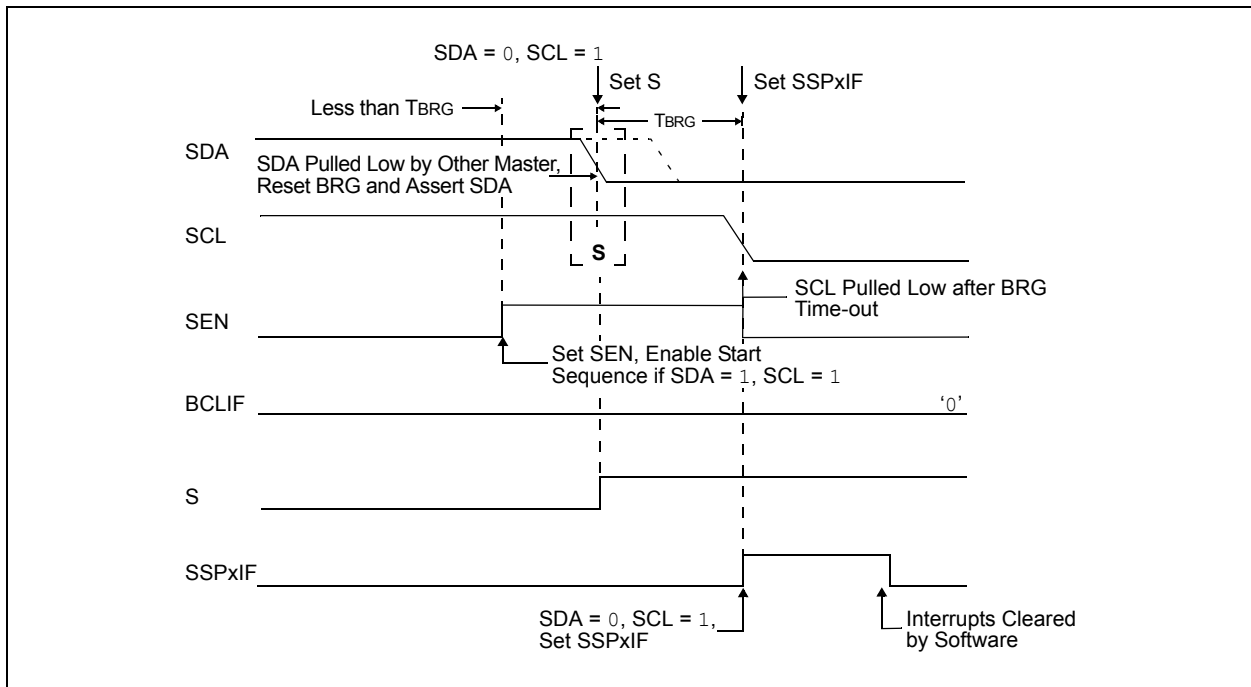 SDA = 0, SCL = 1
Set S
Set SSPxIF
Less than TBRG
TBRG
SDA
SDA Pulled Low by Other Master,
Reset BRG and Assert SDA
SCL
S
SCL Pulled Low after BRG
Time-out
SEN
Set SEN, Enable Start
Sequence if SDA = 1, SCL = 1
BCLIF
‘0’
S
SSPxIF
SDA = 0, SCL = 1,
Set SSPxIF
Interrupts Cleared
by Software